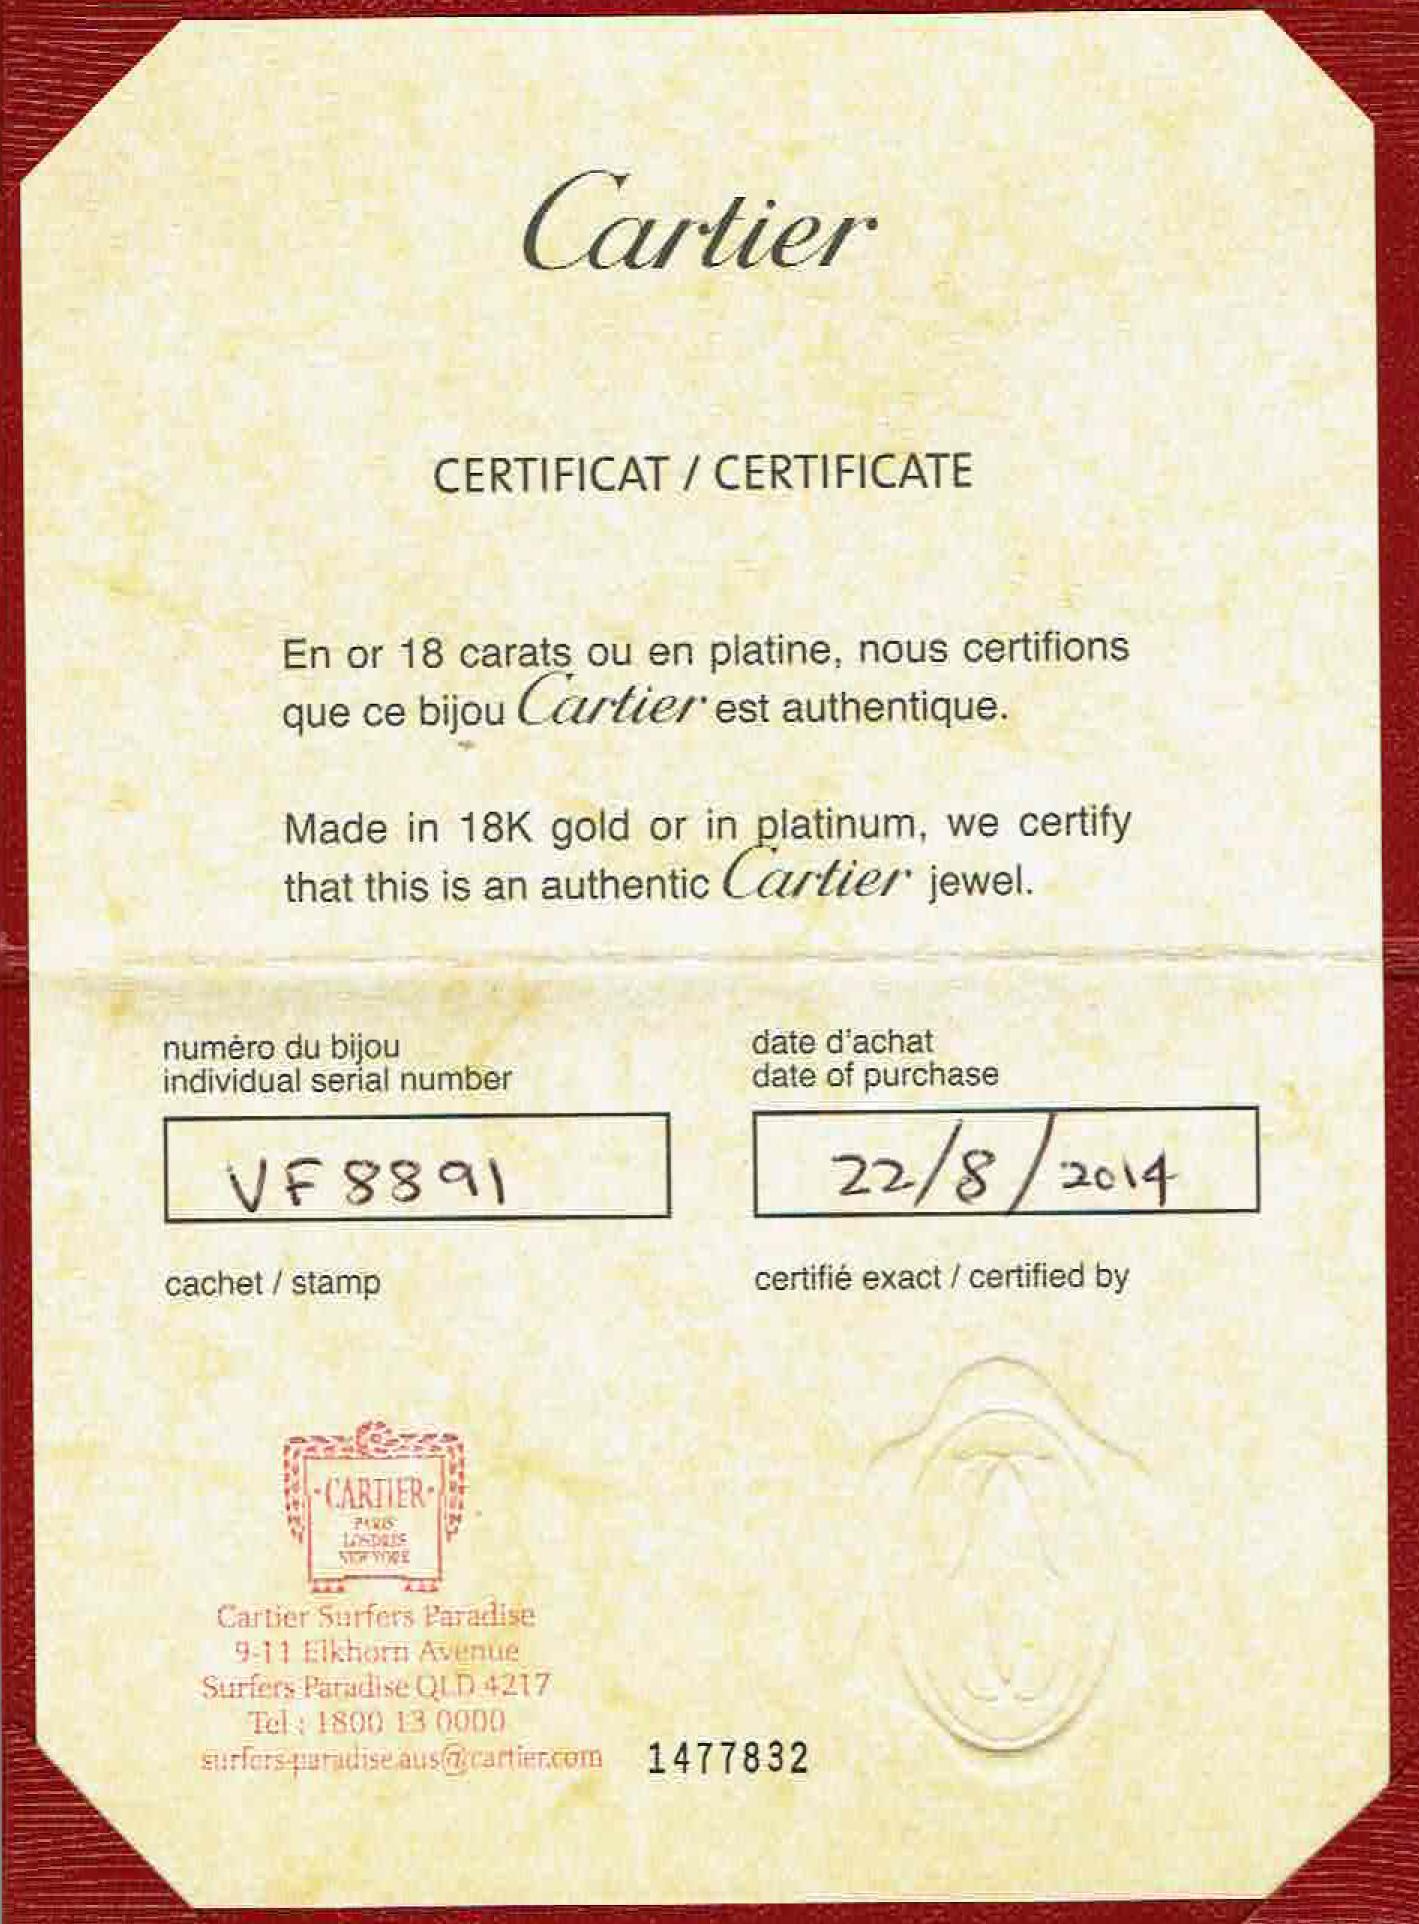 Cartier
CERTIFICAT / CERTIFICATE
En or 18 carats ou en platine, nous certifions
que ce bijou Cartier est authentique.
Made in 18K gold or in platinum, we certify
that this is an authentic Cartier jewel.
numéro du bijou
individual serial number
date d'achat
date of purchase
VF8891
22/8/2014
cachet / stamp
certifié exact / certified by
CARTIER
PARIS
LONDRES
NEW YORK
Cartier Surfers Paradise
9-11 Elkhorn Avenue
Surfers Paradise QLD 4217
Tel : 1800 13 0000
surfers-paradise.aus@cartier.com
1477832